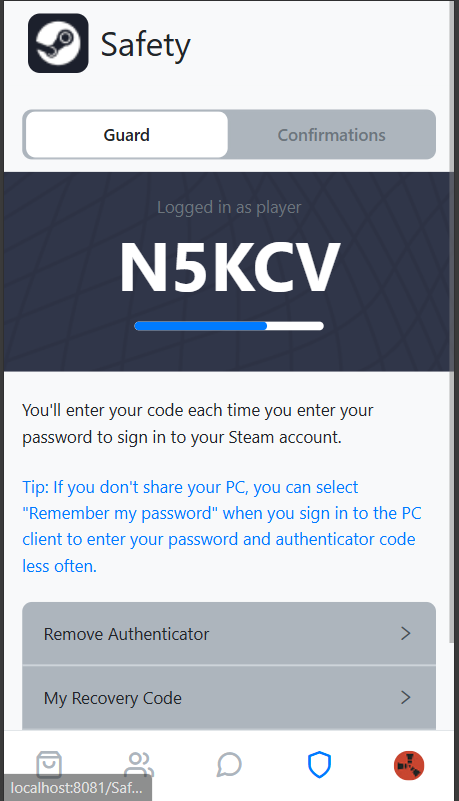 Safety
Guard
Confirmations
Logged in as player
N5KCV
You'll enter your code each time you enter your
password to sign in to your Steam account.
Tip: If you don't share your PC, you can select
"Remember my password" when you sign in to the PC
client to enter your password and authenticator code
less often.
Remove Authenticator
My Recovery Code
localhost:8081/Saf...